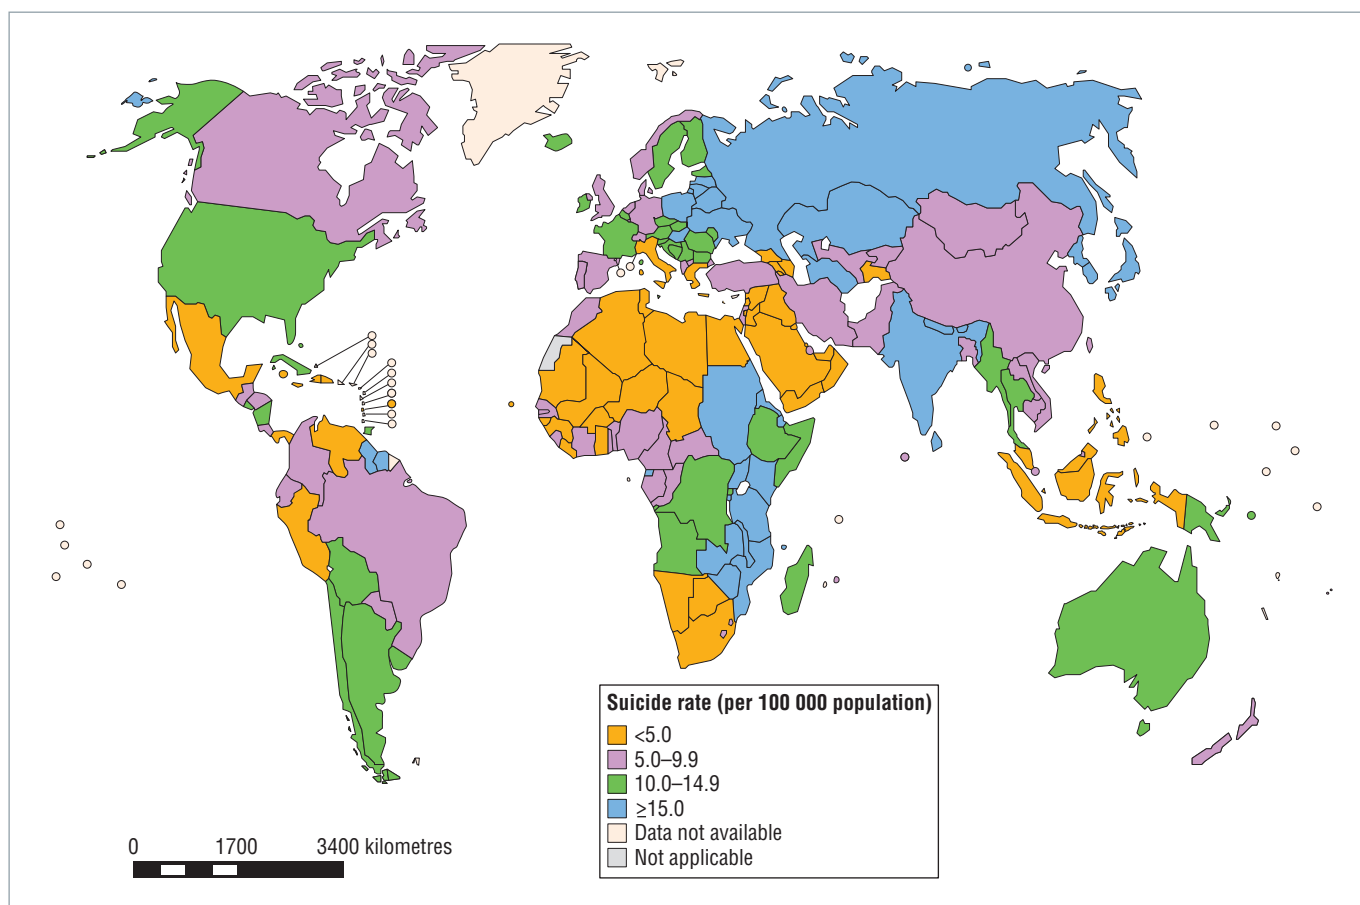 Suicide rate (per 100 000 population)
<5.0
5.0–9.9
10.0–14.9
≥15.0
Data not available
Not applicable
0 1700 3400 kilometres